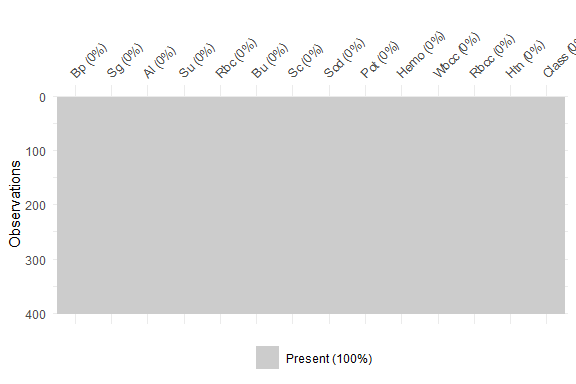 Bp (0%)
Sg (0%)
Al (0%)
Su (0%)
Rbc (0%)
Bu (0%)
Sc (0%)
Sod (0%)
Pot (0%)
Hemo (0%)
Wbcc (0%)
Rbcc (0%)
Htn (0%)
Class (0%
Observations
0
100
200
300
400
Present (100%)